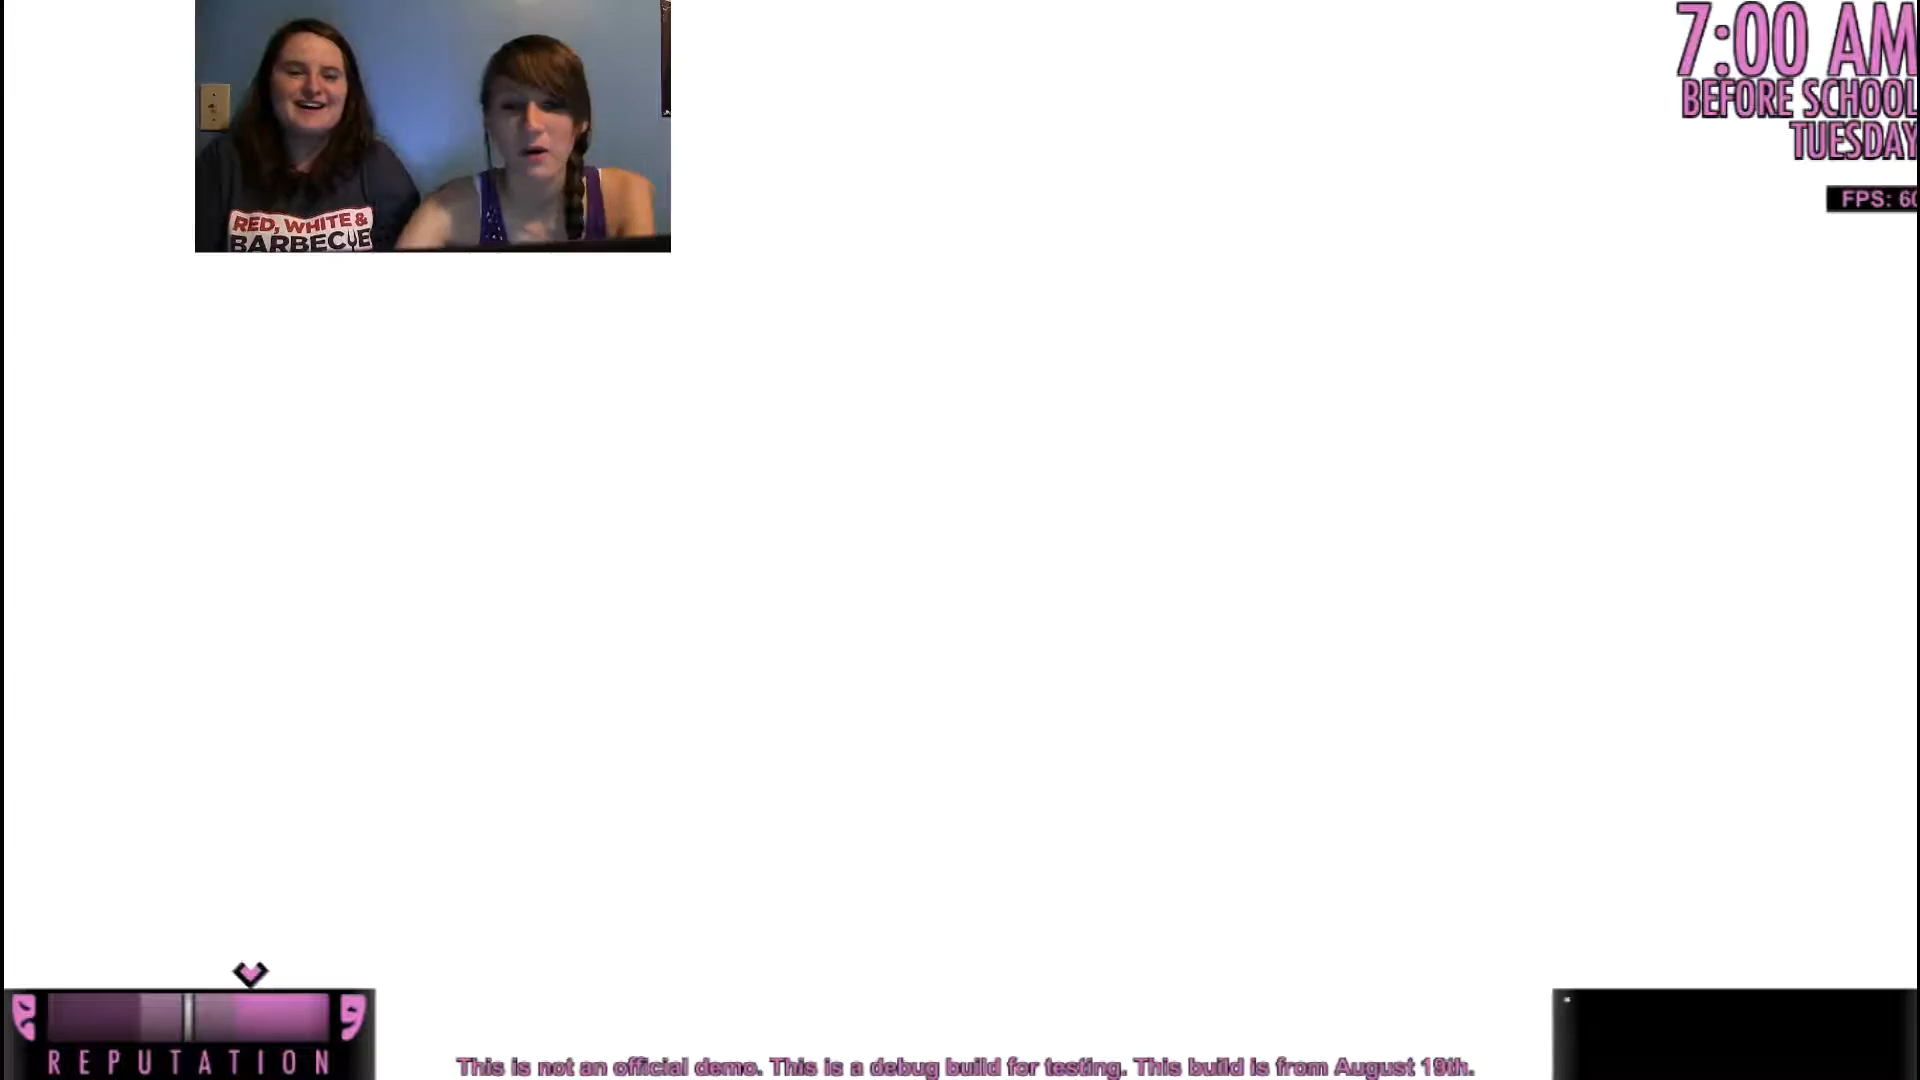 7:00 AM
BEFORE SCHOOL
TUESDAY
FPS: 60
RED, WHITE &
BARBECUE
REPUTATION
This is not an official demo. This is a debug build for testing. This build is from August 19th.